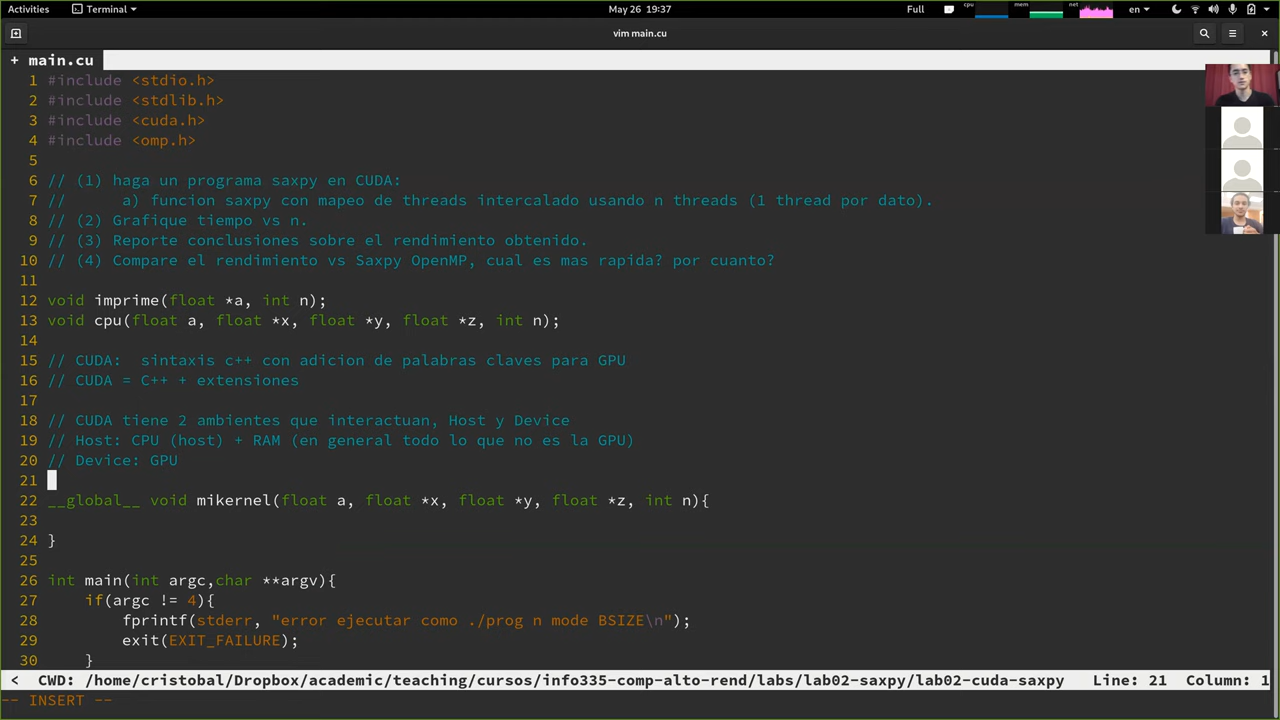 Activities Terminal May 26 19:37 Full cpu mem net en
vim main.cu
+ main.cu
1 #include <stdio.h>
2 #include <stdlib.h>
3 #include <cuda.h>
4 #include <omp.h>
5
6 // (1) haga un programa saxpy en CUDA:
7 //      a) funcion saxpy con mapeo de threads intercalado usando n threads (1 thread por dato).
8 // (2) Grafique tiempo vs n.
9 // (3) Reporte conclusiones sobre el rendimiento obtenido.
10 // (4) Compare el rendimiento vs Saxpy OpenMP, cual es mas rapida? por cuanto?
11
12 void imprime(float *a, int n);
13 void cpu(float a, float *x, float *y, float *z, int n);
14
15 // CUDA:  sintaxis c++ con adicion de palabras claves para GPU
16 // CUDA = C++ + extensiones
17
18 // CUDA tiene 2 ambientes que interactuan, Host y Device
19 // Host: CPU (host) + RAM (en general todo lo que no es la GPU)
20 // Device: GPU
21
22 __global__ void mikernel(float a, float *x, float *y, float *z, int n){
23
24 }
25
26 int main(int argc,char **argv){
27     if(argc != 4){
28         fprintf(stderr, "error ejecutar como ./prog n mode BSIZE\n");
29         exit(EXIT_FAILURE);
30     }
< CWD: /home/cristobal/Dropbox/academic/teaching/cursos/info335-comp-alto-rend/labs/lab02-saxpy/lab02-cuda-saxpy Line: 21 Column: 1
-- INSERT --